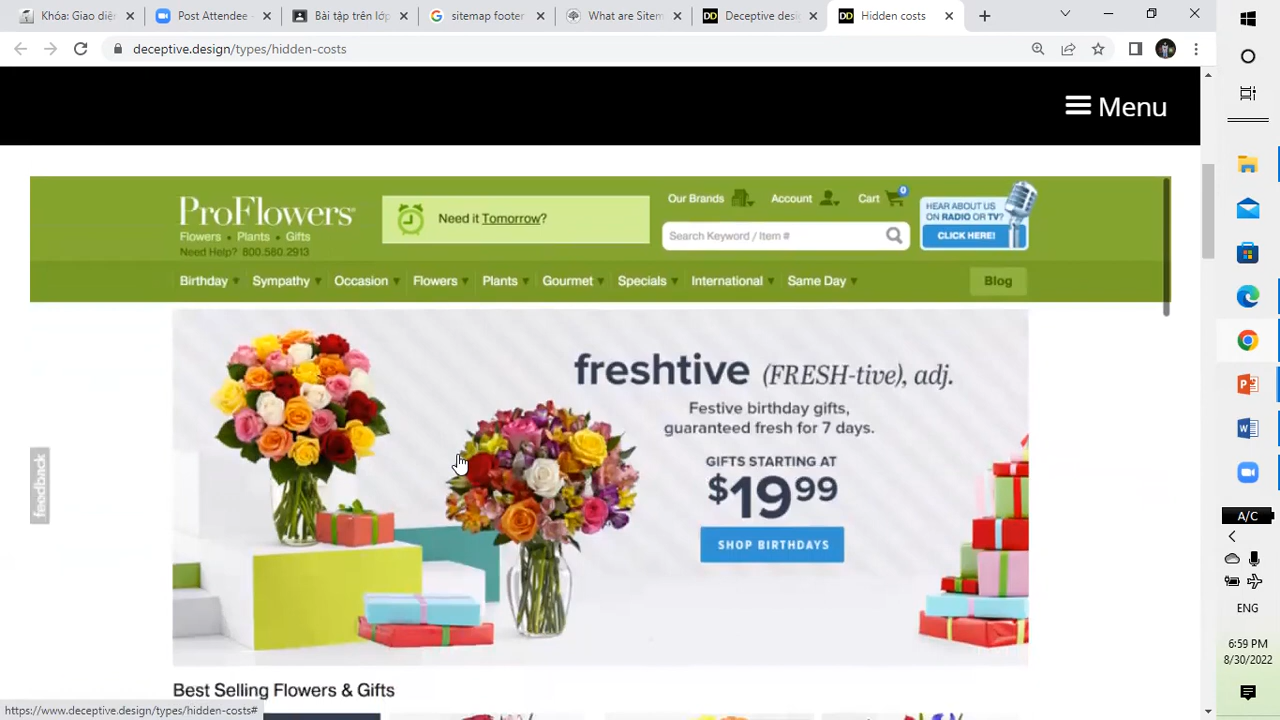 Khóa: Giao diệ
Post Attendee -
Bài tập trên lớp
sitemap footer
What are Sitem
Deceptive desi
Hidden costs
deceptive.design/types/hidden-costs
Menu
ProFlowers
Flowers • Plants • Gifts
Need Help? 800.580.2913
Need it Tomorrow?
Our Brands
Account
Cart
0
Search Keyword / Item #
HEAR ABOUT US
ON RADIO OR TV?
CLICK HERE!
Birthday
Sympathy
Occasion
Flowers
Plants
Gourmet
Specials
International
Same Day
Blog
freshtive (FRESH-tive), adj.
Festive birthday gifts,
guaranteed fresh for 7 days.
GIFTS STARTING AT
$1999
SHOP BIRTHDAYS
feedback
Best Selling Flowers & Gifts
https://www.deceptive.design/types/hidden-costs#
A/C
ENG
6:59 PM
8/30/2022